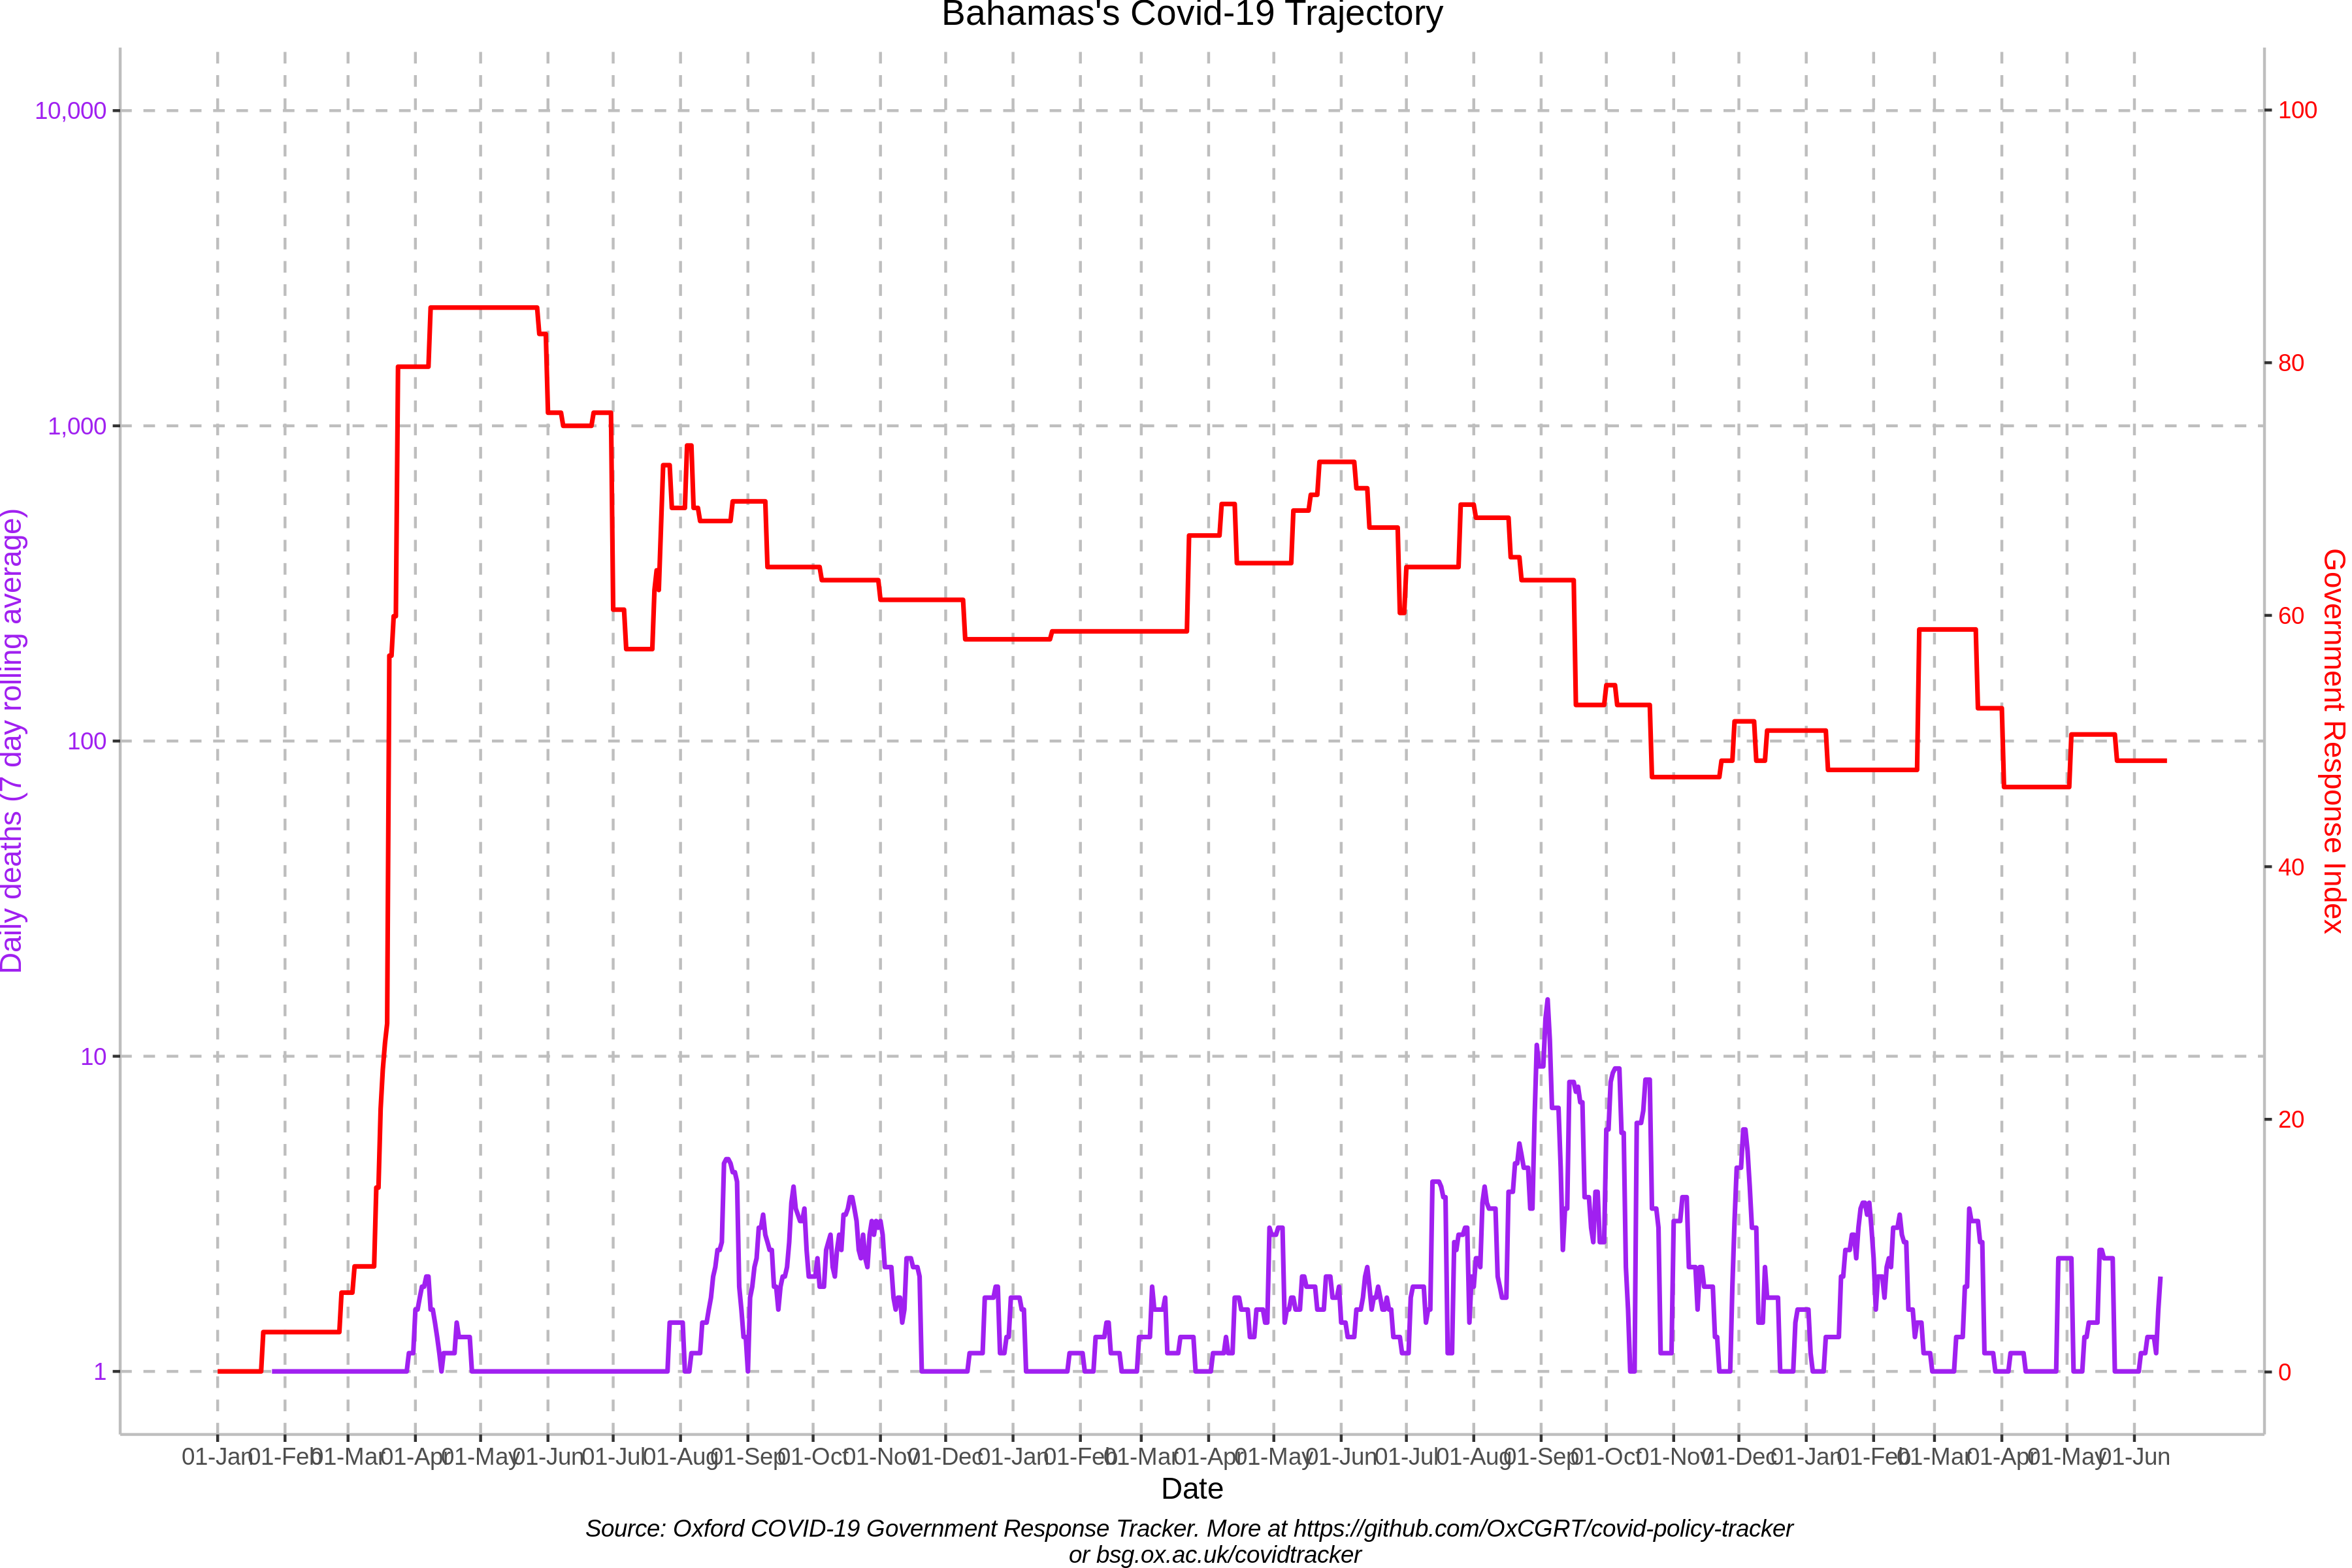 Bahamas's Covid-19 Trajectory
10,000
1,000
100
10
1
Daily deaths (7 day rolling average)
100
80
60
40
20
0
Government Response Index
01-Jan 01-Feb 01-Mar 01-Apr 01-May 01-Jun 01-Jul 01-Aug 01-Sep 01-Oct 01-Nov 01-Dec 01-Jan 01-Feb 01-Mar 01-Apr 01-May 01-Jun 01-Jul 01-Aug 01-Sep 01-Oct 01-Nov 01-Dec 01-Jan 01-Feb 01-Mar 01-Apr 01-May 01-Jun
Date
Source: Oxford COVID-19 Government Response Tracker. More at https://github.com/OxCGRT/covid-policy-tracker
or bsg.ox.ac.uk/covidtracker